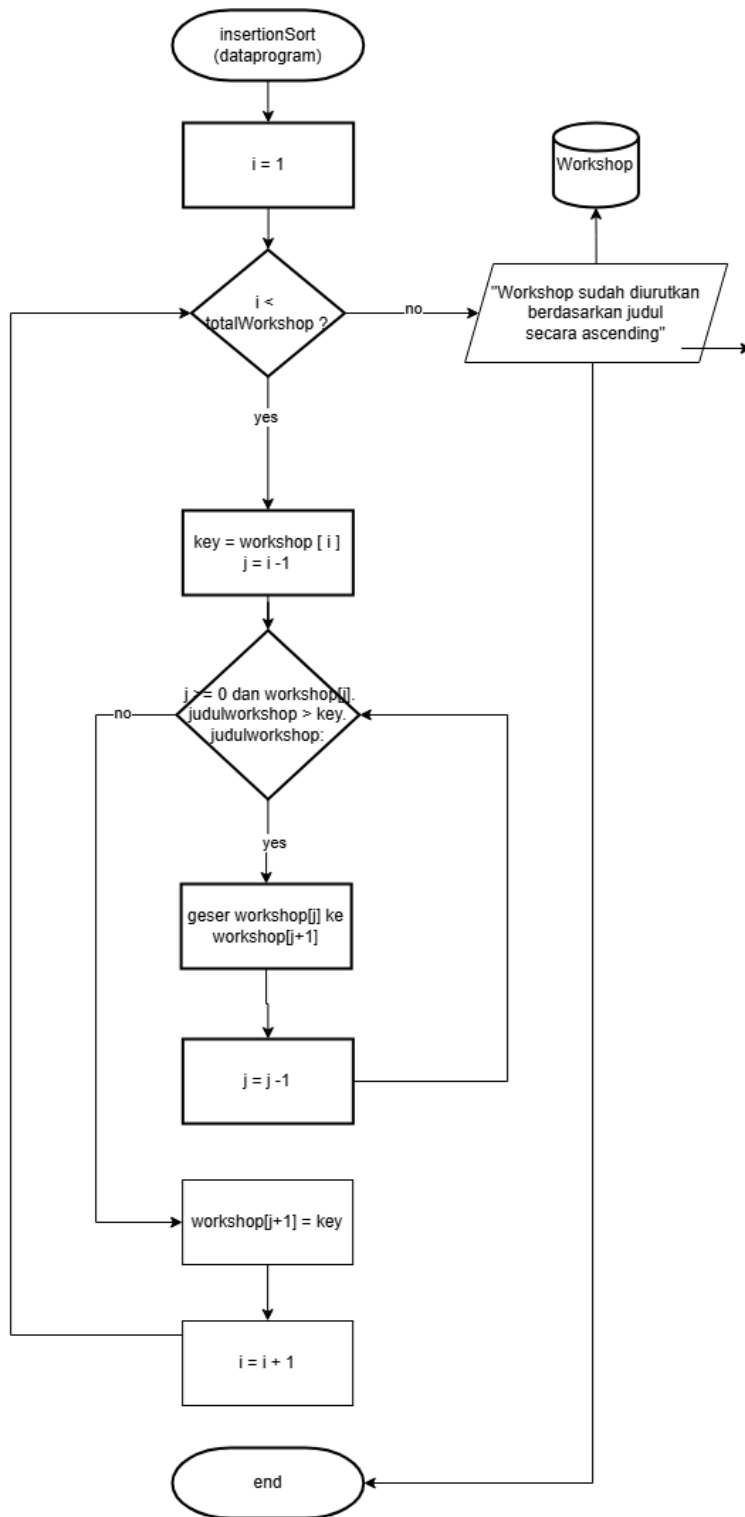 insertionSort
(dataprogram)
i = 1
Workshop
i <
totalWorkshop ?
no
"Workshop sudah diurutkan
berdasarkan judul
secara ascending"
yes
key = workshop [ i ]
j = i -1
j >= 0 dan workshop[j].
judulworkshop > key.
judulworkshop:
no
yes
geser workshop[j] ke
workshop[j+1]
j = j -1
workshop[j+1] = key
i = i + 1
end